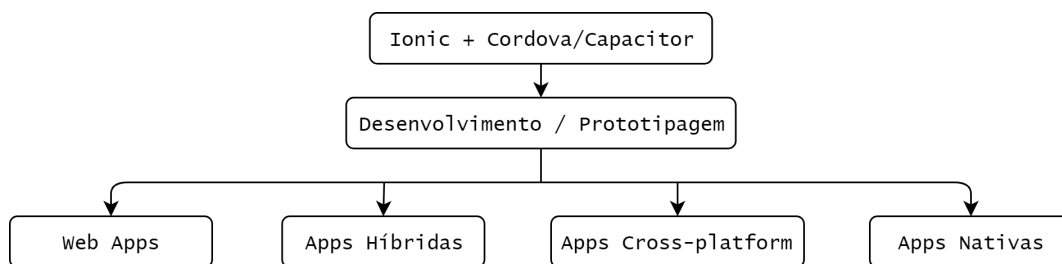 Ionic + Cordova/Capacitor
Desenvolvimento / Prototipagem
Web Apps
Apps Híbridas
Apps Cross-platform
Apps Nativas